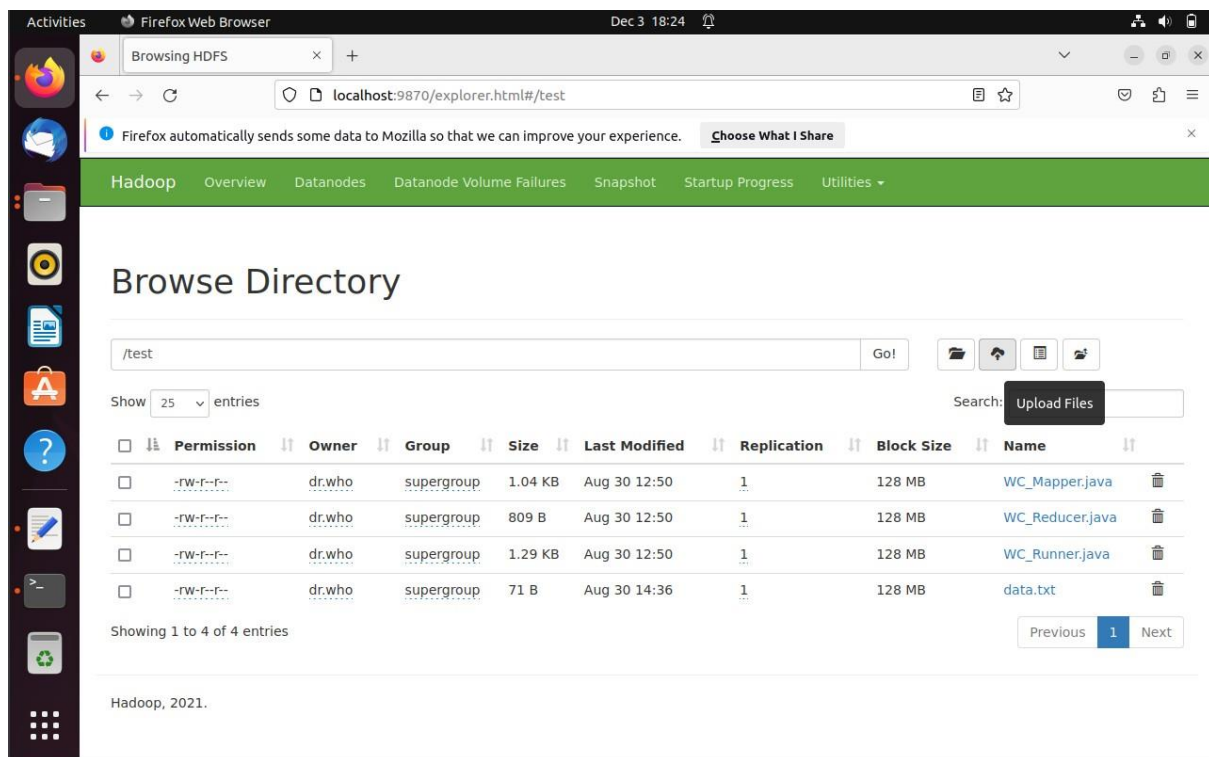 Activities Firefox Web Browser Dec 3 18:24
Browsing HDFS
localhost:9870/explorer.html#/test
Firefox automatically sends some data to Mozilla so that we can improve your experience. Choose What I Share
Hadoop Overview Datanodes Datanode Volume Failures Snapshot Startup Progress Utilities
Browse Directory
/test Go!
Show 25 entries Search: Upload Files
Permission Owner Group Size Last Modified Replication Block Size Name
-rw-r--r-- dr.who supergroup 1.04 KB Aug 30 12:50 1 128 MB WC_Mapper.java
-rw-r--r-- dr.who supergroup 809 B Aug 30 12:50 1 128 MB WC_Reducer.java
-rw-r--r-- dr.who supergroup 1.29 KB Aug 30 12:50 1 128 MB WC_Runner.java
-rw-r--r-- dr.who supergroup 71 B Aug 30 14:36 1 128 MB data.txt
Showing 1 to 4 of 4 entries Previous 1 Next
Hadoop, 2021.